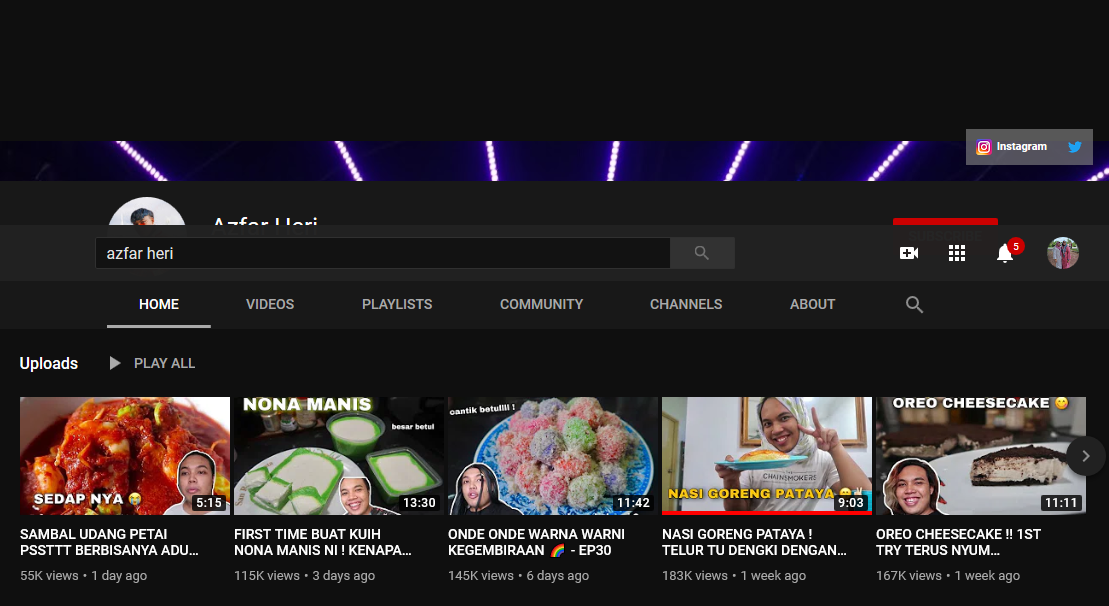 Instagram
Azfar Heri
azfar heri
5
HOME VIDEOS PLAYLISTS COMMUNITY CHANNELS ABOUT
Uploads PLAY ALL
SEDAP NYA 😭
5:15
NONA MANIS
besar betul
13:30
cantik betullll !
11:42
CHAINSMOKERS
NASI GORENG PATAYA 😋✌
9:03
OREO CHEESECAKE 😋
11:11
SAMBAL UDANG PETAI
PSSTTT BERBISANYA ADU...
55K views • 1 day ago
FIRST TIME BUAT KUIH
NONA MANIS NI ! KENAPA...
115K views • 3 days ago
ONDE ONDE WARNA WARNI
KEGEMBIRAAN 🌈 - EP30
145K views • 6 days ago
NASI GORENG PATAYA !
TELUR TU DENGKI DENGAN...
183K views • 1 week ago
OREO CHEESECAKE !! 1ST
TRY TERUS NYUM...
167K views • 1 week ago